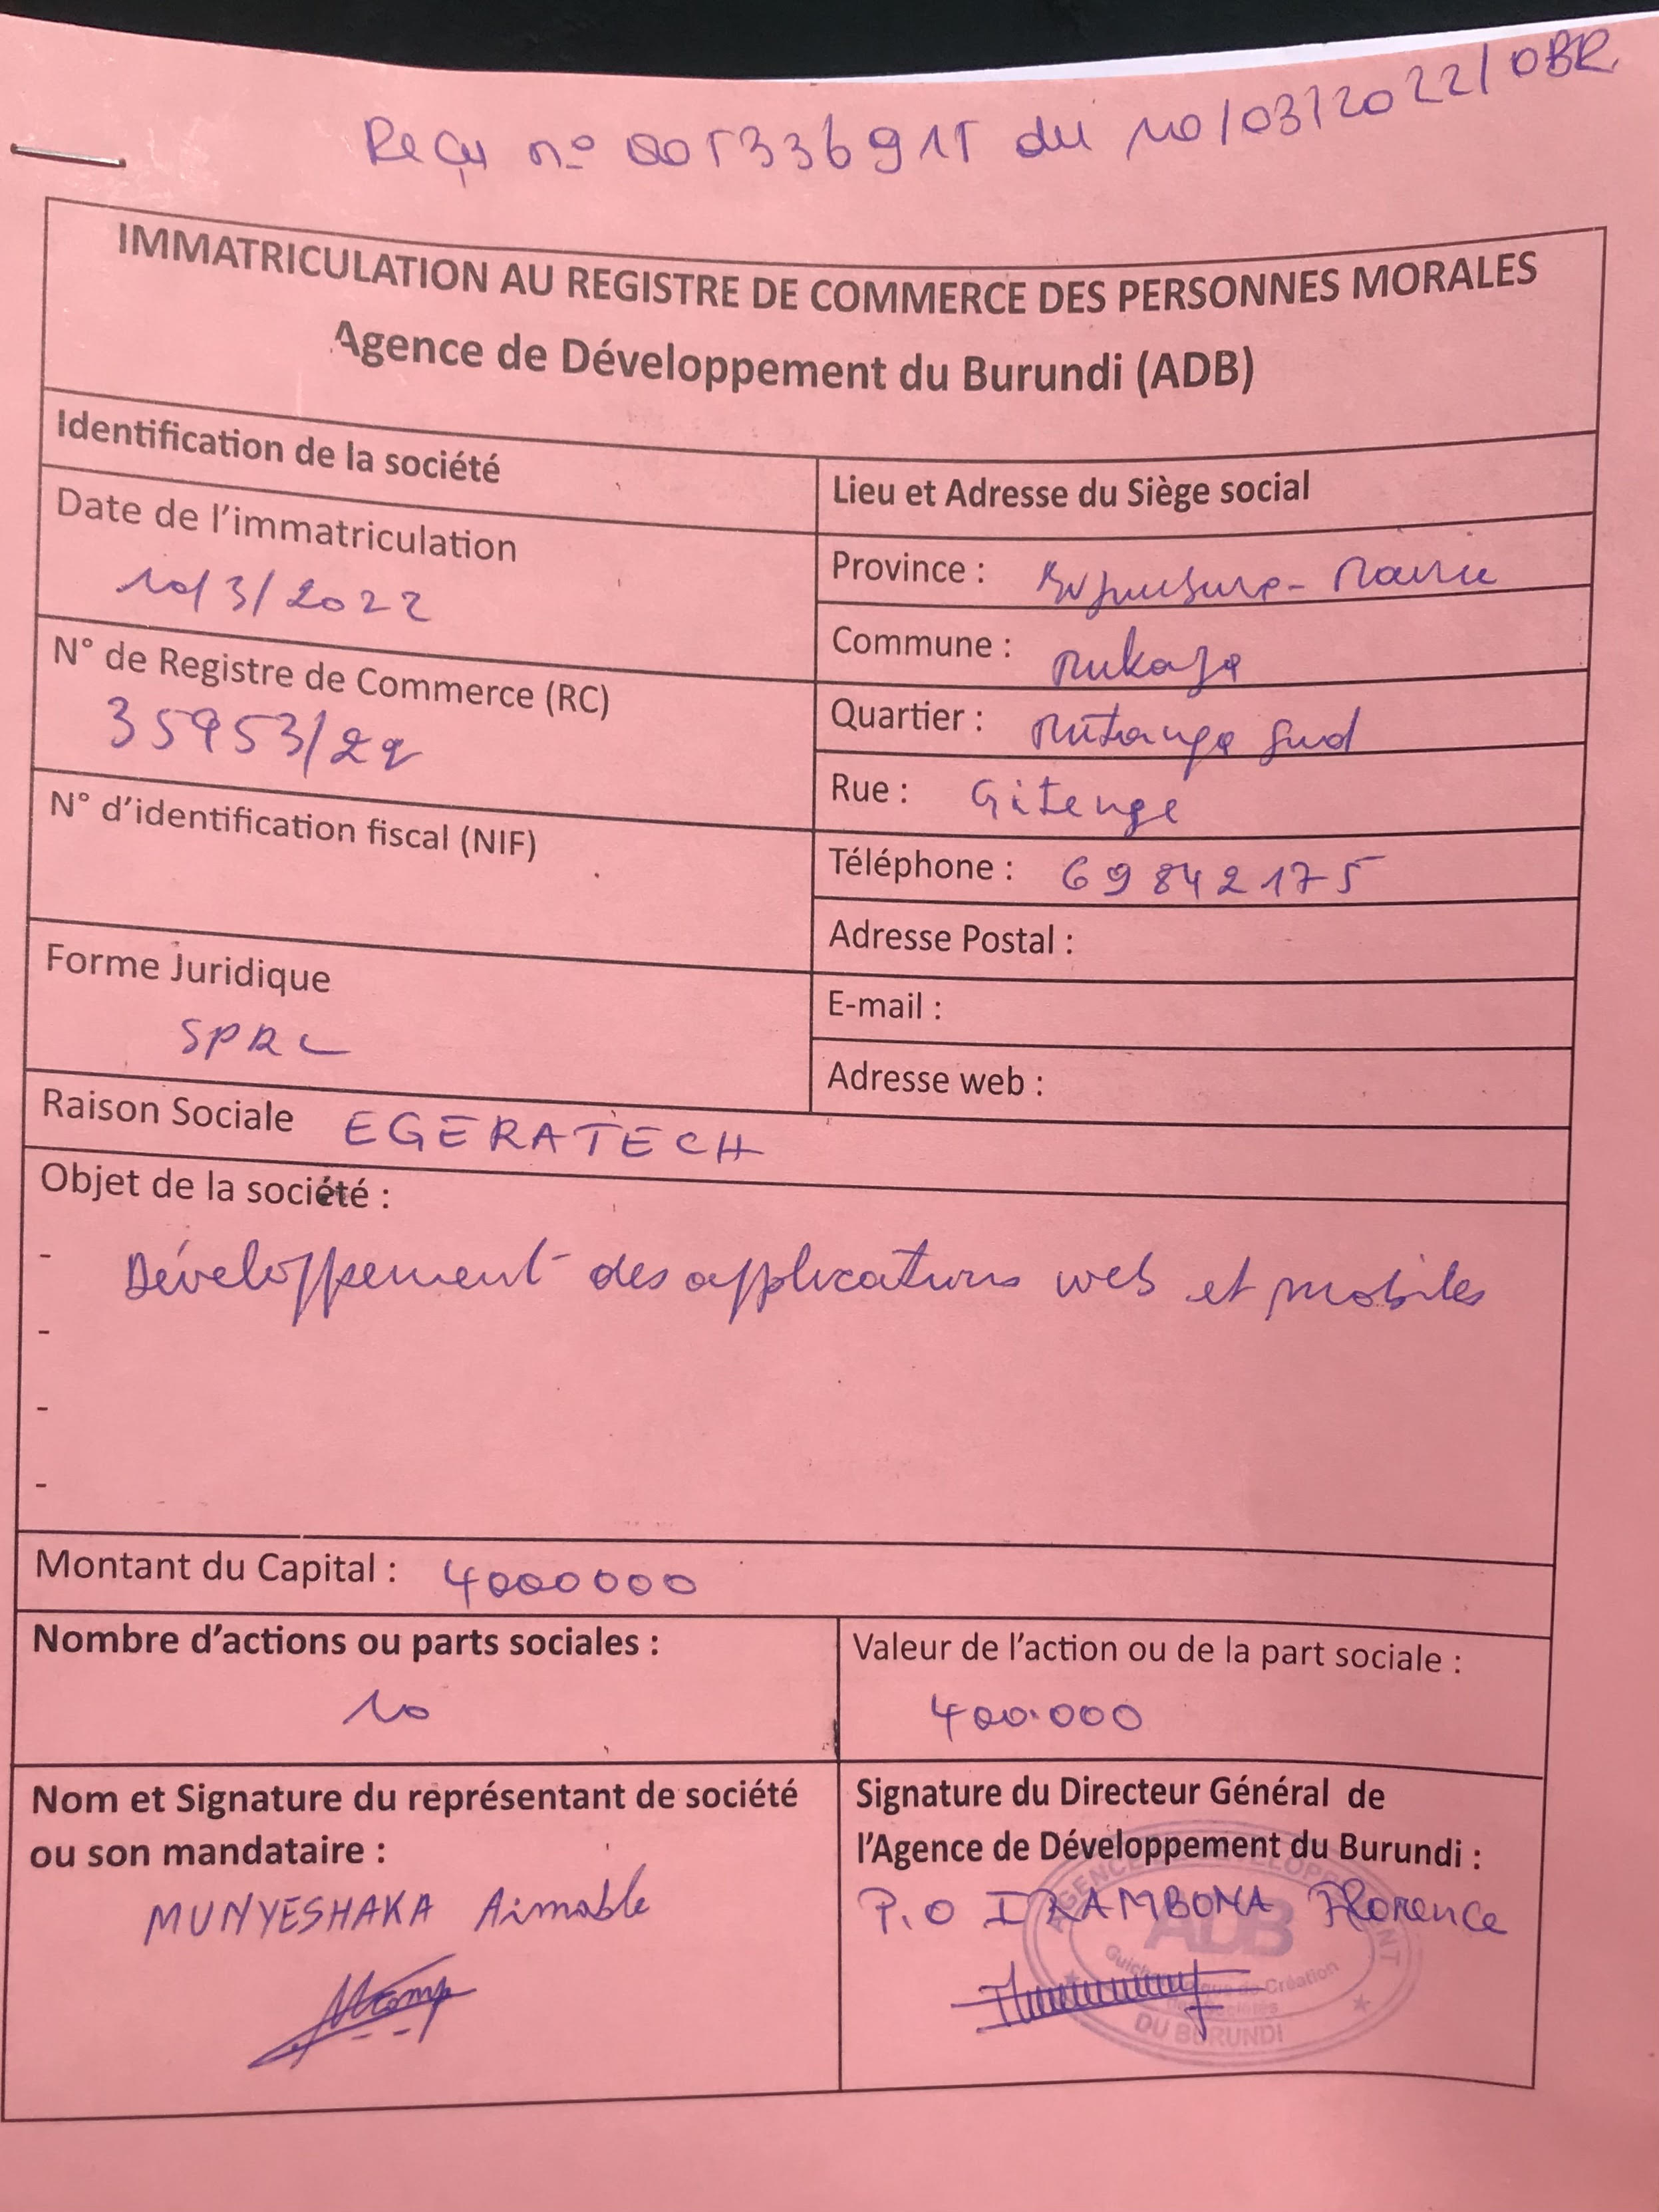 Reçu n° 005336915 du 10/03/2022/OBR
IMMATRICULATION AU REGISTRE DE COMMERCE DES PERSONNES MORALES
Agence de Développement du Burundi (ADB)
Identification de la société
Lieu et Adresse du Siège social
Date de l'immatriculation
10/3/2022
Province : Bujumbura-Mairie
Commune : Mukaza
N° de Registre de Commerce (RC)
35953/22
Quartier : Mutanga Sud
Rue : Gitenge
N° d'identification fiscal (NIF)
Téléphone : 69842175
Adresse Postal :
Forme Juridique
SPRL
E-mail :
Adresse web :
Raison Sociale EGERATECH
Objet de la société :
- Développement des applications web et mobiles
-
-
-
Montant du Capital : 4000000
Nombre d'actions ou parts sociales :
10
Valeur de l'action ou de la part sociale :
400.000
Nom et Signature du représentant de société
ou son mandataire :
MUNYESHAKA Aimable
Signature du Directeur Général de
l'Agence de Développement du Burundi :
P.O IRAMBONA Florence
AGENCE DE DEVELOPPEMENT
ADB
Guichet Unique de Création
des Sociétés
DU BURUNDI